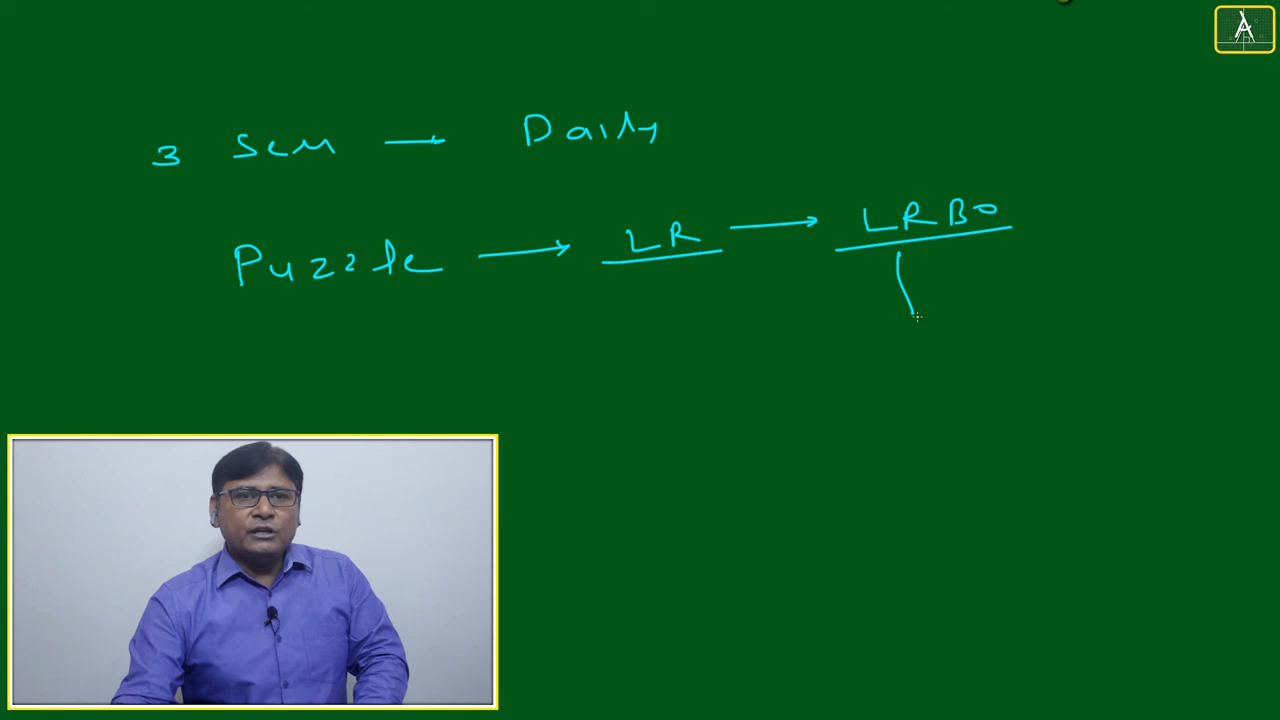 3 Sem → Daily
Puzzle → LR → LRBO